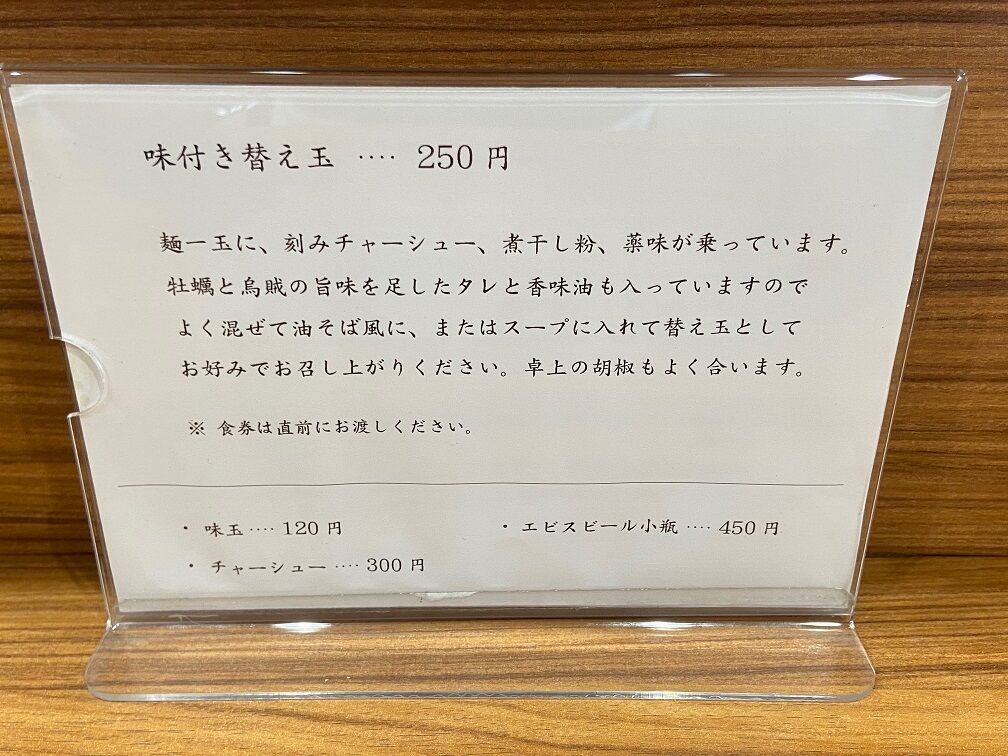 味付き替え玉 ‥‥ 250 円
麺一玉に、刻みチャーシュー、煮干し粉、薬味が乗っています。
牡蠣と烏賊の旨味を足したタレと香味油も入っていますので
よく混ぜて油そば風に、またはスープに入れて替え玉として
お好みでお召し上がりください。卓上の胡椒もよく合います。
※ 食券は直前にお渡しください。
・ 味玉 ‥‥ 120 円
・ エビスビール小瓶 ‥‥ 450 円
・ チャーシュー ‥‥ 300 円